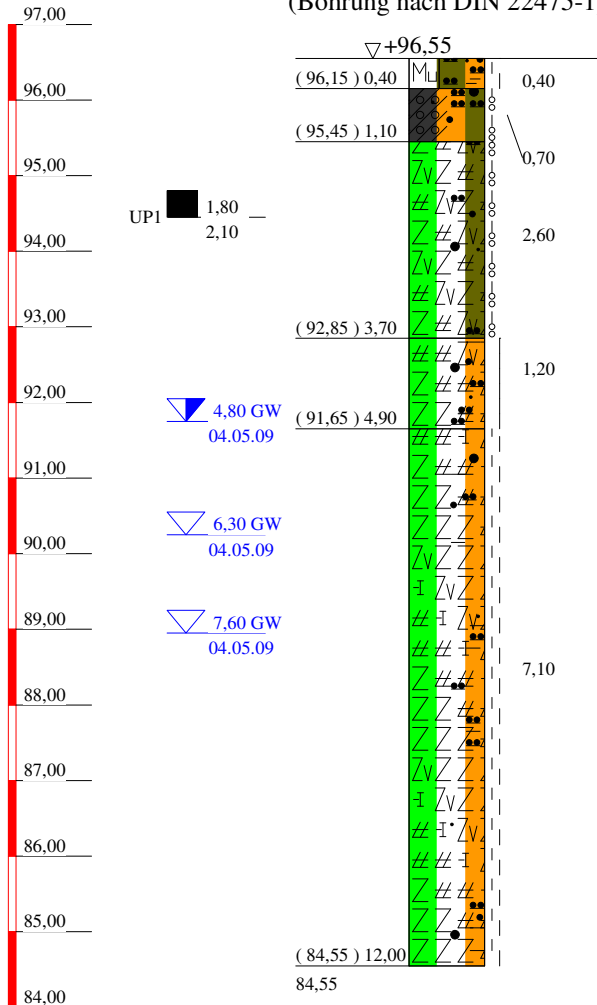 (Bohrung nach DIN 22475-1
97,00
+96,55
96,00
( 96,15 ) 0,40
Mu
0,40
( 95,45 ) 1,10
0,70
95,00
UP1
1,80
2,10
2,60
94,00
93,00
( 92,85 ) 3,70
1,20
92,00
4,80 GW
04.05.09
( 91,65 ) 4,90
91,00
6,30 GW
04.05.09
90,00
7,60 GW
04.05.09
89,00
7,10
88,00
87,00
86,00
85,00
( 84,55 ) 12,00
84,55
84,00